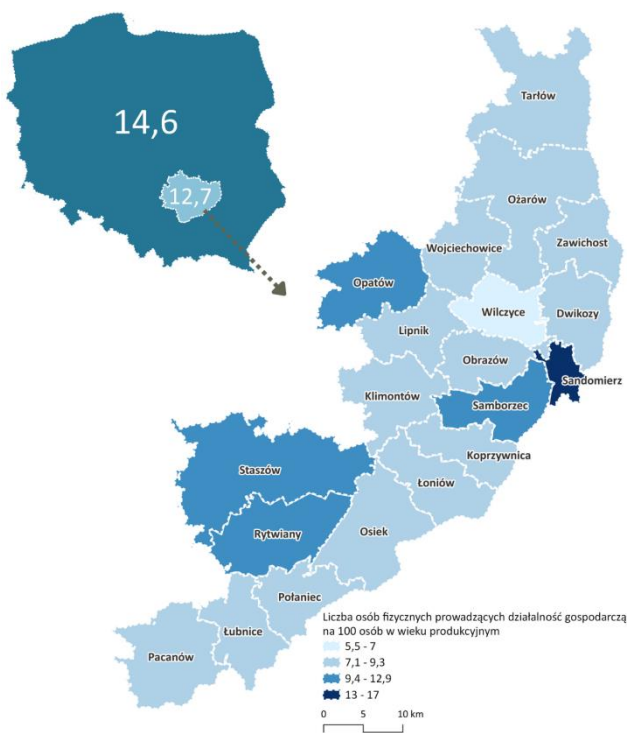 14,6
12,7
Tarłów
Ożarów
Wojciechowice
Zawichost
Opatów
Wilczyce
Dwikozy
Lipnik
Obrazów
Sandomierz
Klimontów
Samborzec
Koprzywnica
Staszów
Łoniów
Rytwiany
Osiek
Połaniec
Łubnice
Pacanów
Liczba osób fizycznych prowadzących działalność gospodarczą
na 100 osób w wieku produkcyjnym
5,5 - 7
7,1 - 9,3
9,4 - 12,9
13 - 17
0 5 10 km